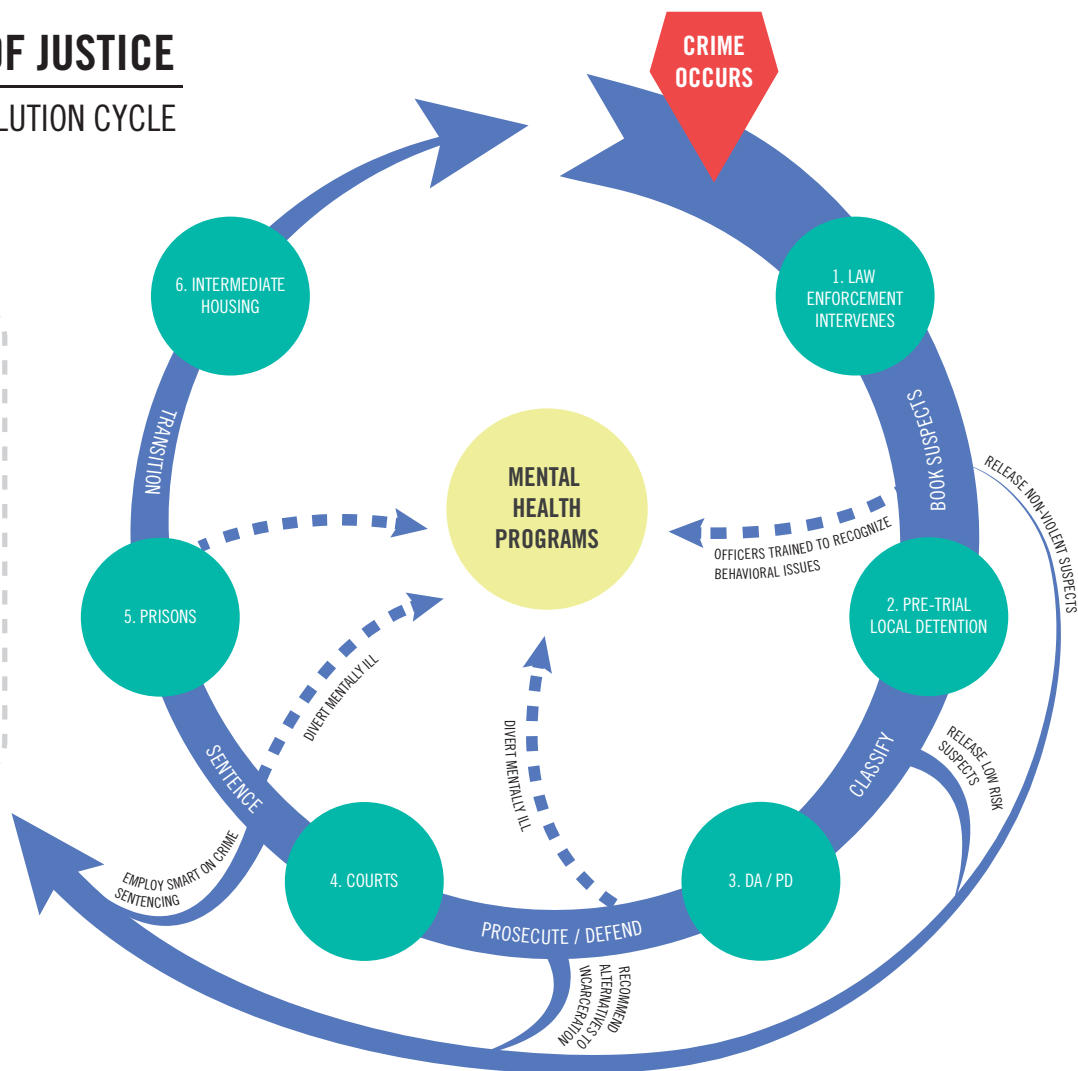 OF JUSTICE
LUTION CYCLE
CRIME
OCCURS
1. LAW
ENFORCEMENT
INTERVENES
BOOK SUSPECTS
RELEASE NON-VIOLENT SUSPECTS
OFFICERS TRAINED TO RECOGNIZE
BEHAVIORAL ISSUES
2. PRE-TRIAL
LOCAL DETENTION
CLASSIFY
RELEASE LOW RISK
SUSPECTS
3. DA / PD
PROSECUTE / DEFEND
DIVERT MENTALLY ILL
RECOMMEND
ALTERNATIVES TO
INCARCERATION
4. COURTS
SENTENCE
DIVERT MENTALLY ILL
EMPLOY SMART ON CRIME
SENTENCING
5. PRISONS
TRANSITION
6. INTERMEDIATE
HOUSING
MENTAL
HEALTH
PROGRAMS